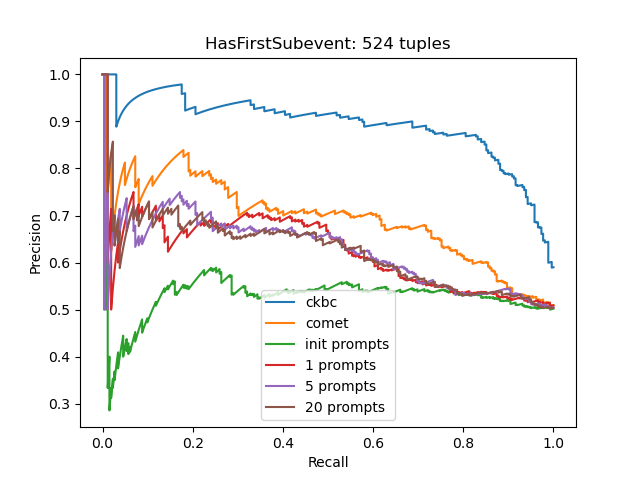 HasFirstSubevent: 524 tuples
1.0
0.9
0.8
0.7
0.6
0.5
0.4
0.3
Precision
ckbc
comet
init prompts
1 prompts
5 prompts
20 prompts
0.0 0.2 0.4 0.6 0.8 1.0
Recall